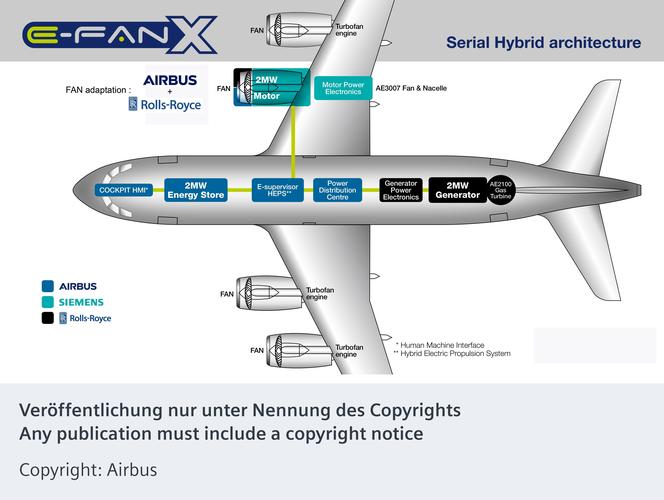 E-FAN X
Serial Hybrid architecture
FAN
Turbofan
engine
FAN adaptation :
AIRBUS
+
Rolls-Royce
FAN
2MW
Motor
Motor Power
Electronics
AE3007 Fan & Nacelle
COCKPIT HMI*
2MW
Energy Store
E-supervisor
HEPS**
Power
Distribution
Centre
Generator
Power
Electronics
2MW
Generator
AE2100
Gas
Turbine
AIRBUS
SIEMENS
Rolls-Royce
FAN
Turbofan
engine
FAN
Turbofan
engine
* Human Machine Interface
** Hybrid Electric Propulsion System
Veröffentlichung nur unter Nennung des Copyrights
Any publication must include a copyright notice
Copyright: Airbus